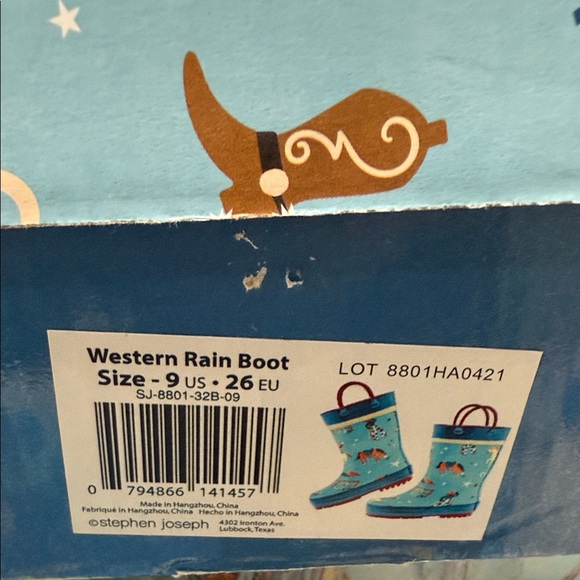 Western Rain Boot
Size - 9 US • 26 EU
SJ-8801-32B-09
LOT 8801HA0421
0 794866 141457
Made in Hangzhou, China
Fabriqué in Hangzhou, China Hecho in Hangzhou, China
©stephen joseph
4302 Ironton Ave.
Lubbock, Texas